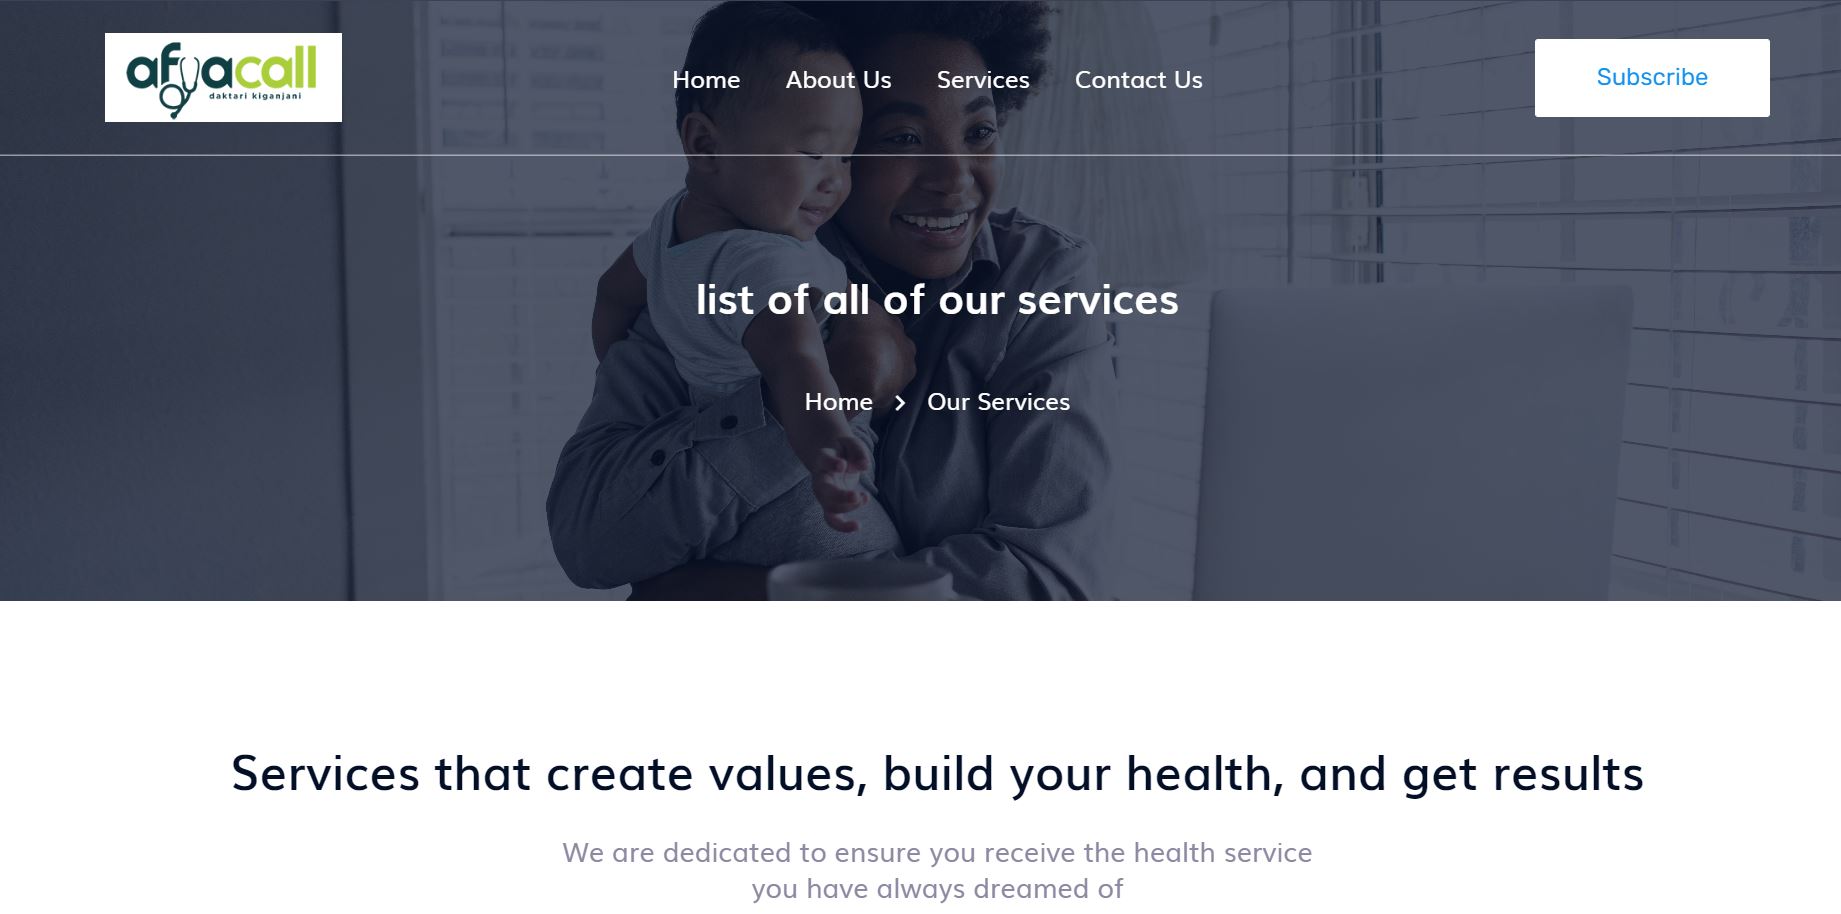 afyacall
daktari kiganjani
Home
About Us
Services
Contact Us
Subscribe
list of all of our services
Home
Our Services
Services that create values, build your health, and get results
We are dedicated to ensure you receive the health service
you have always dreamed of